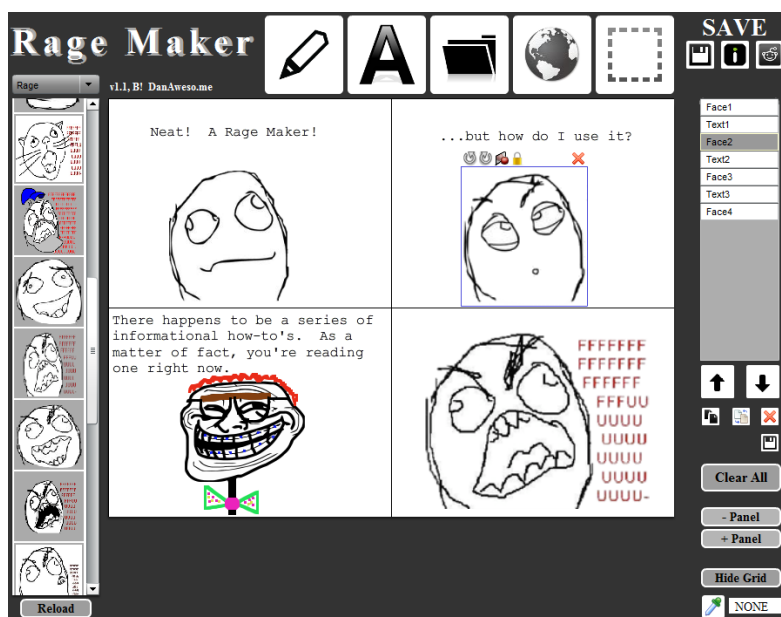 Rage Maker
A
SAVE
i
Rage
v1.1, B! DanAweso.me
Neat! A Rage Maker!
...but how do I use it?
There happens to be a series of
informational how-to's. As a
matter of fact, you're reading
one right now.
FFFFFFF
FFFFFFF
FFFFFF
FFFUU
UUUU
UUUU
UUUU
UUUU
UUUU-
Face1
Text1
Face2
Text2
Face3
Text3
Face4
Clear All
- Panel
+ Panel
Hide Grid
NONE
Reload